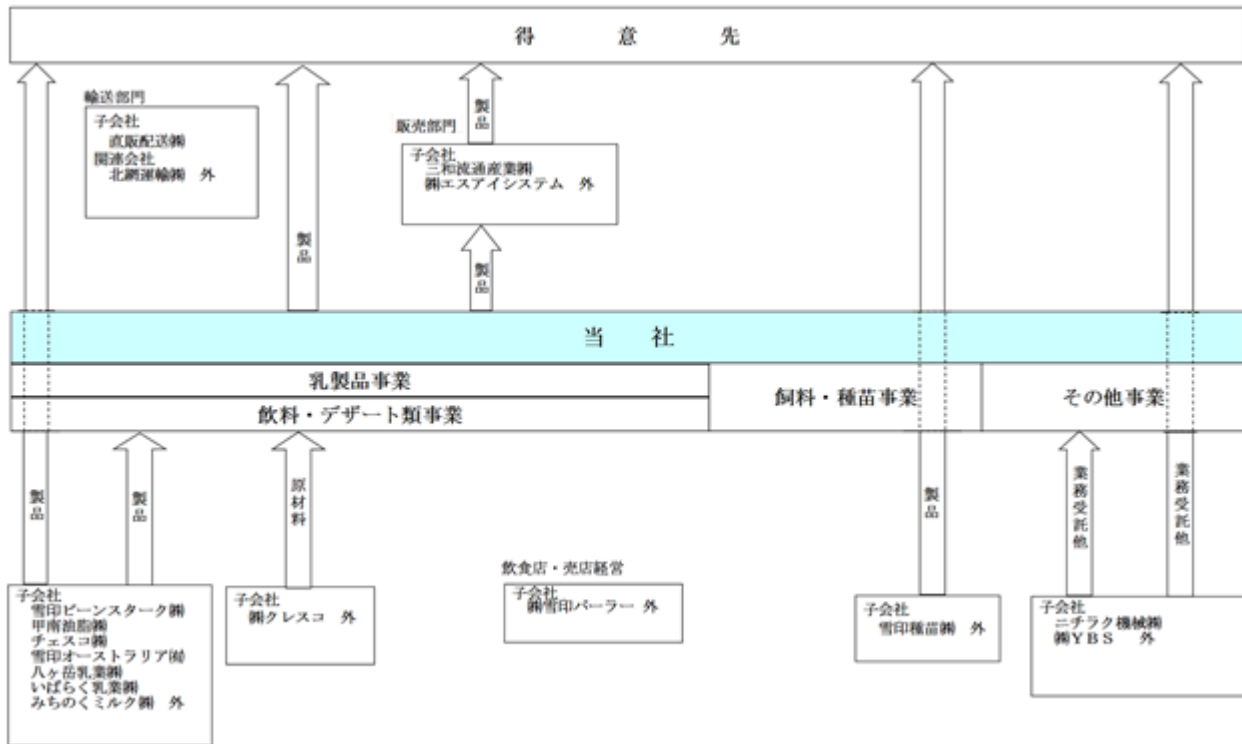 得意先
輸送部門
子会社
直販配送㈱
関連会社
北網運輸㈱ 外
販売部門
子会社
三和流通産業㈱
㈱エスアイシステム 外
製品
製品
製品
当社
乳製品事業
飲料・デザート類事業
飼料・種苗事業
その他事業
製品
製品
原材料
製品
業務受託他
業務受託他
子会社
雪印ビーンスターク㈱
甲南油脂㈱
チェスコ㈱
雪印オーストラリア㈲
八ヶ岳乳業㈱
いばらく乳業㈱
みちのくミルク㈱ 外
子会社
㈱クレスコ 外
飲食店・売店経営
子会社
㈱雪印パーラー 外
子会社
雪印種苗㈱ 外
子会社
ニチラク機械㈱
㈱YBS 外